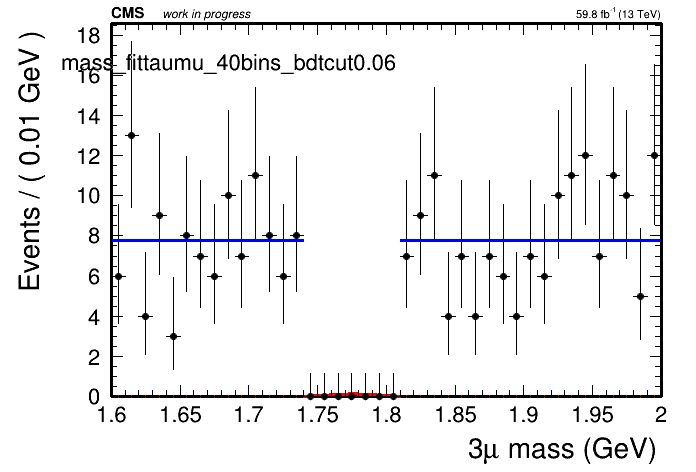 CMS work in progress 59.8 fb⁻¹ (13 TeV)
mass_fittaumu_40bins_bdtcut0.06
Events / ( 0.01 GeV )
18
16
14
12
10
8
6
4
2
0
1.6 1.65 1.7 1.75 1.8 1.85 1.9 1.95 2
3μ mass (GeV)